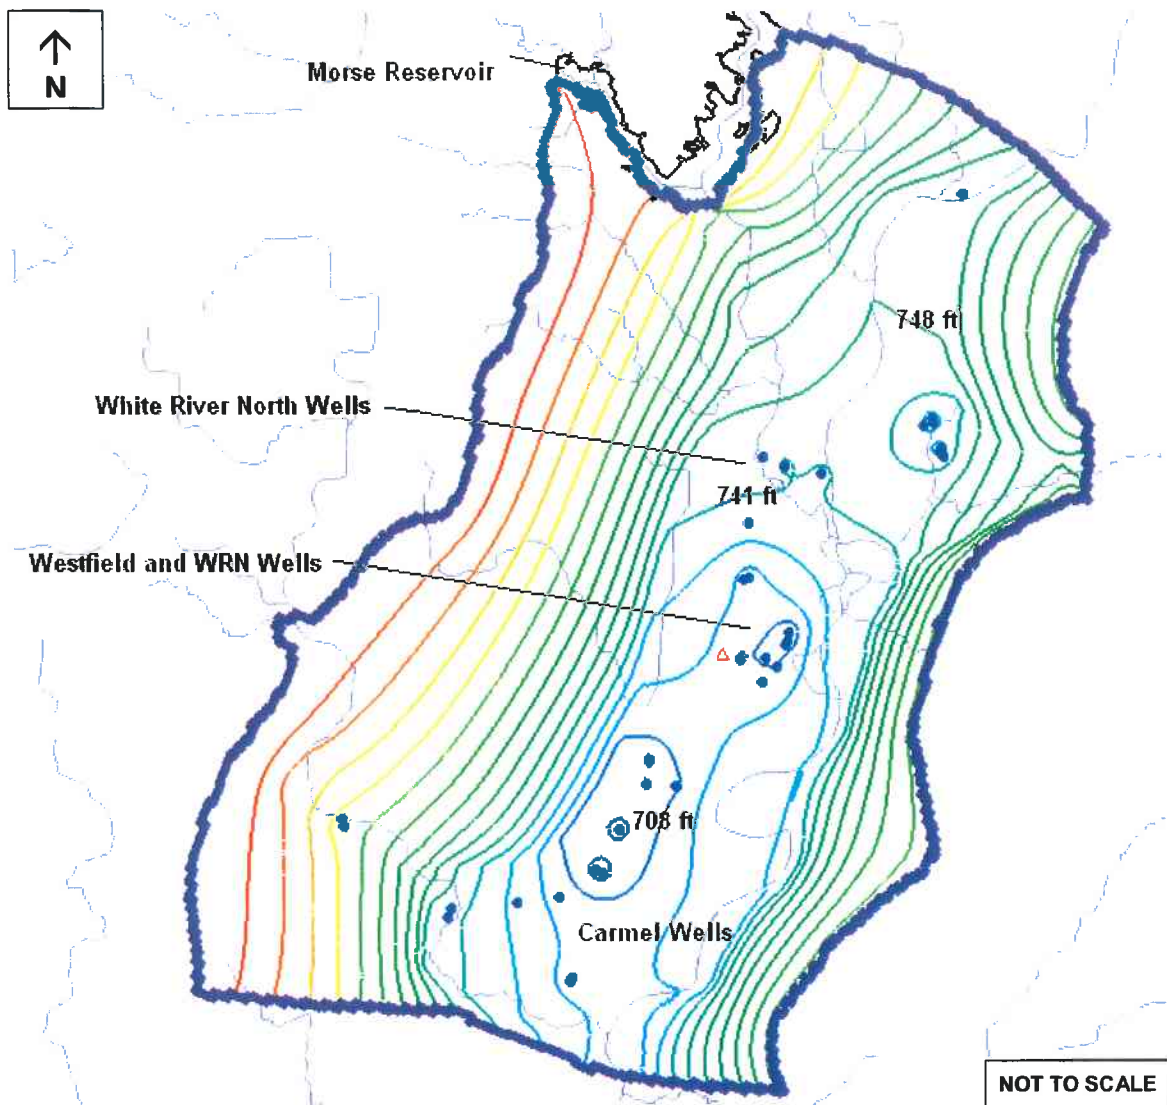 N
Morse Reservoir
748 ft
White River North Wells
741 ft
Westfield and WRN Wells
708 ft
Carmel Wells
NOT TO SCALE